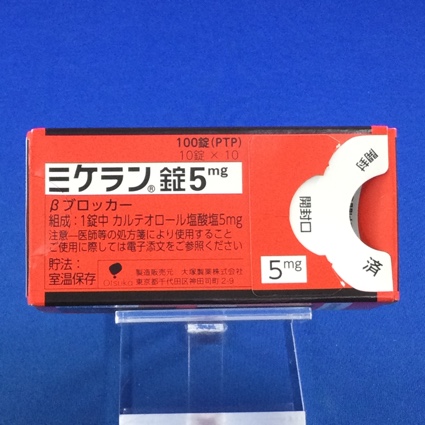 100錠(PTP)
10錠 × 10
ミケラン® 錠5mg
βブロッカー
組成：1錠中 カルテオロール塩酸塩5mg
注意―医師等の処方箋により使用すること
ご使用に際しては電子添文をご参照ください
貯法：
室温保存
Otsuka
製造販売元 大塚製薬株式会社
東京都千代田区神田司町2-9
開封口
5mg
開封
済